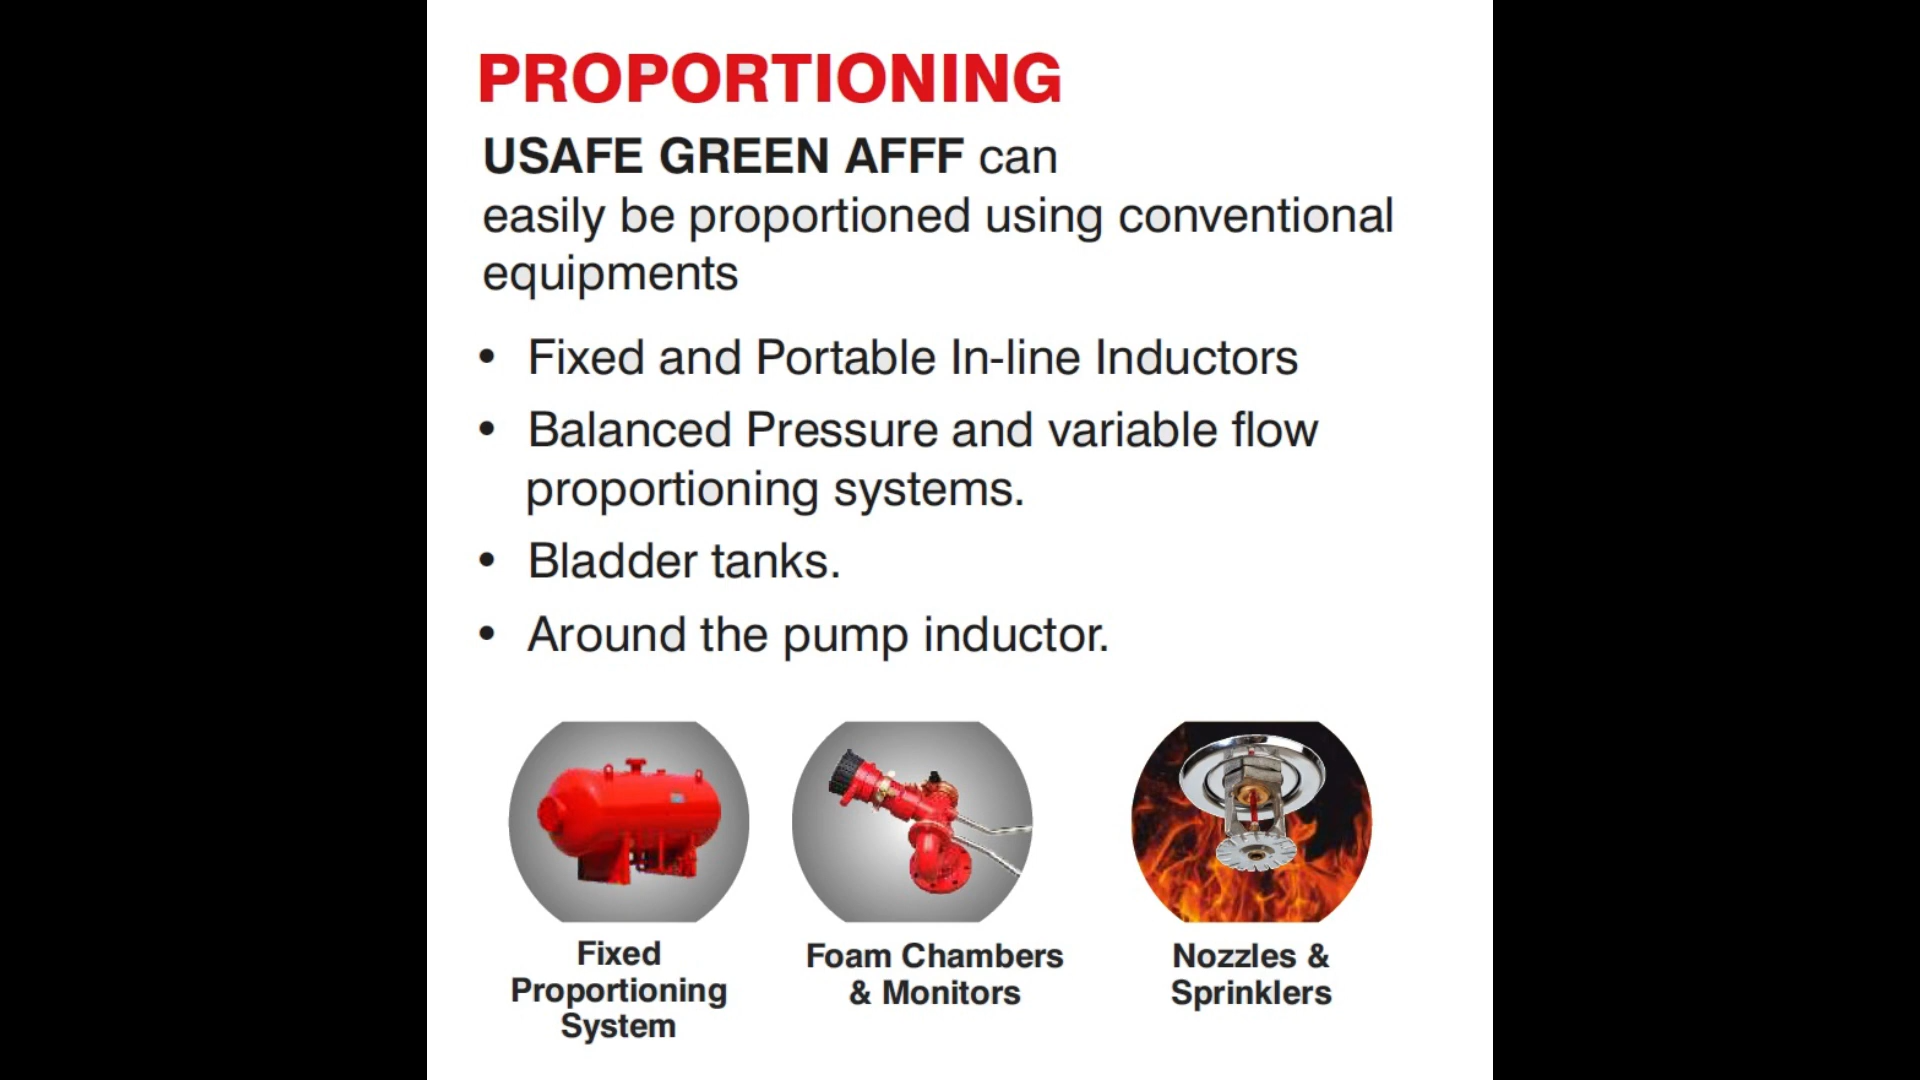 PROPORTIONING
USAFE GREEN AFFF can
easily be proportioned using conventional
equipments
• Fixed and Portable In-line Inductors
• Balanced Pressure and variable flow
proportioning systems.
• Bladder tanks.
• Around the pump inductor.
Fixed
Proportioning
System
Foam Chambers
& Monitors
Nozzles &
Sprinklers